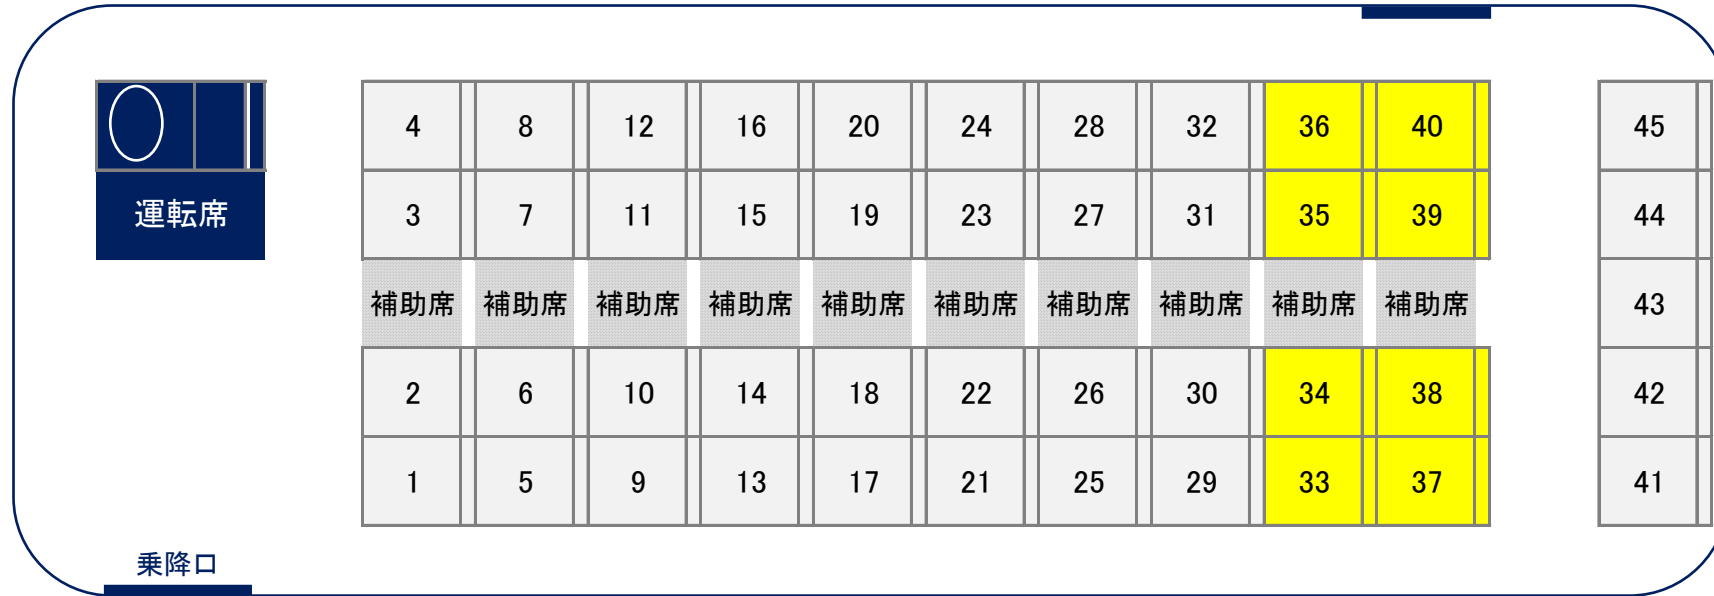 4 8 12 16 20 24 28 32 36 40 45
運転席 3 7 11 15 19 23 27 31 35 39 44
補助席 補助席 補助席 補助席 補助席 補助席 補助席 補助席 補助席 補助席 43
2 6 10 14 18 22 26 30 34 38 42
1 5 9 13 17 21 25 29 33 37 41
乗降口